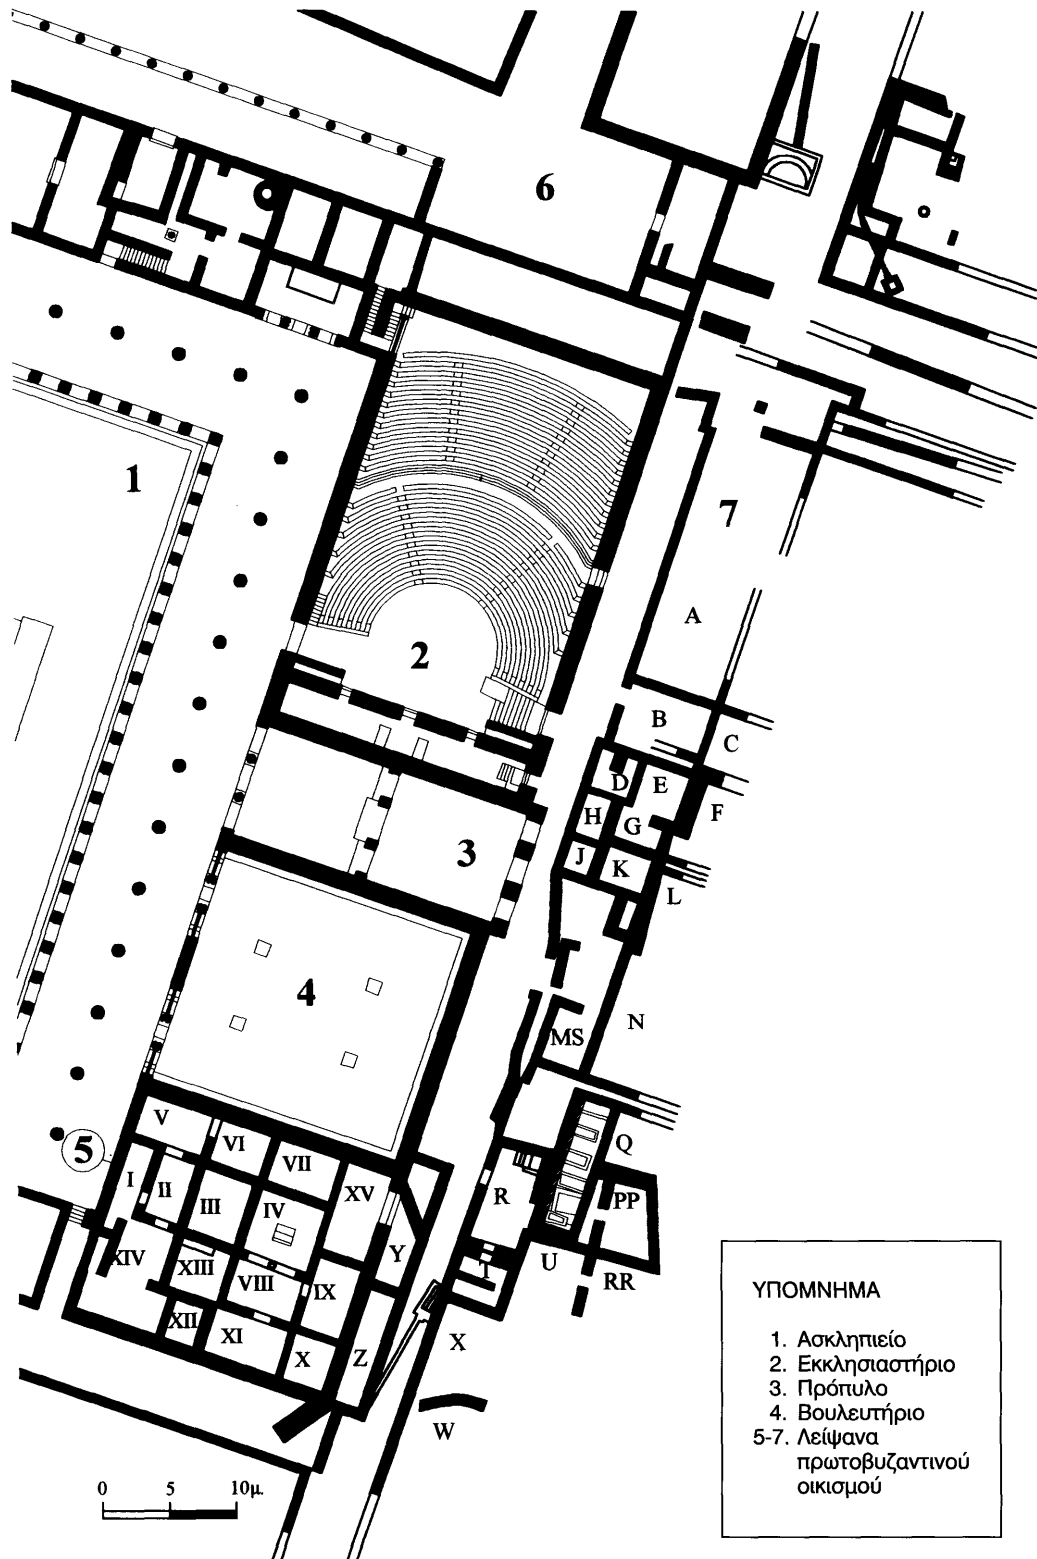 6
1
7
A
2
B
C
D
E
F
H
G
3
J
K
L
4
N
MS
V
VI
5
VII
Q
I
II
III
IV
XV
R
PP
Y
U
T
RR
XIV
XIII
VIII
IX
XII
XI
X
Z
X
W
0 5 10μ.
ΥΠΟΜΝΗΜΑ
1. Ασκληπιείο
2. Εκκλησιαστήριο
3. Πρόπυλο
4. Βουλευτήριο
5-7. Λείψανα
πρωτοβυζαντινού
οικισμού